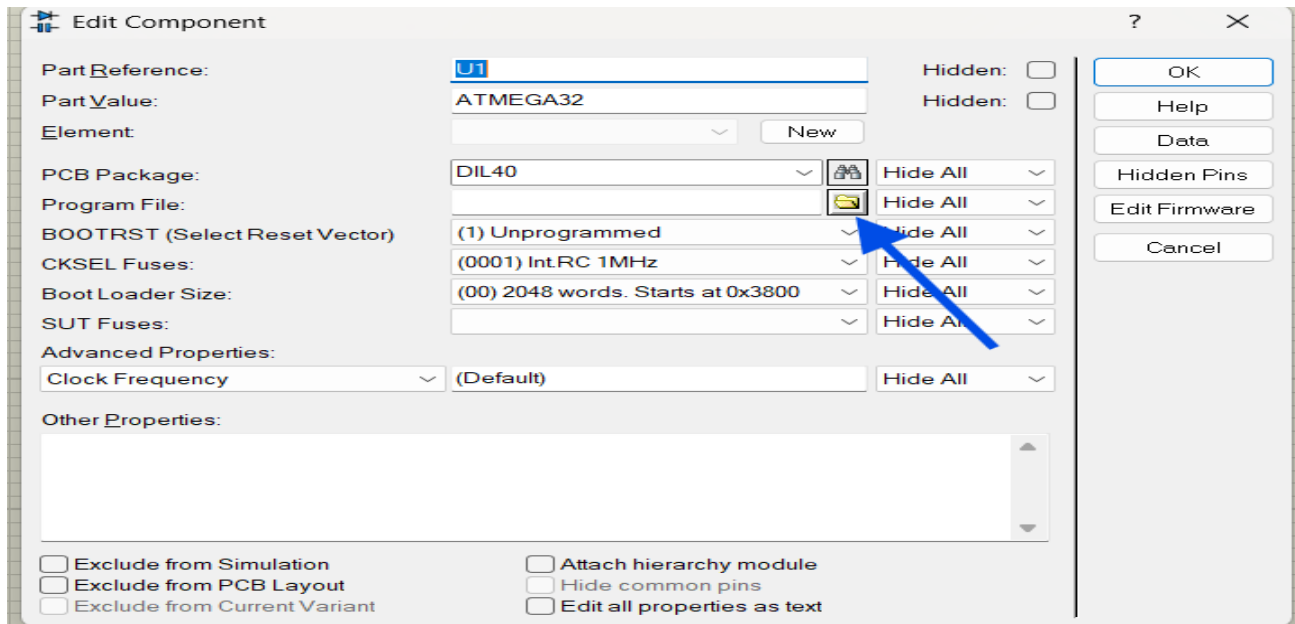 Edit Component ?
Part Reference: U1 Hidden: OK
Part Value: ATMEGA32 Hidden: Help
Element: New Data
PCB Package: DIL40 Hide All Hidden Pins
Program File: Hide All Edit Firmware
BOOTRST (Select Reset Vector) (1) Unprogrammed Hide All
CKSEL Fuses: (0001) Int.RC 1MHz Hide All Cancel
Boot Loader Size: (00) 2048 words. Starts at 0x3800 Hide All
SUT Fuses: Hide All
Advanced Properties:
Clock Frequency (Default) Hide All
Other Properties:
Exclude from Simulation Attach hierarchy module
Exclude from PCB Layout Hide common pins
Exclude from Current Variant Edit all properties as text